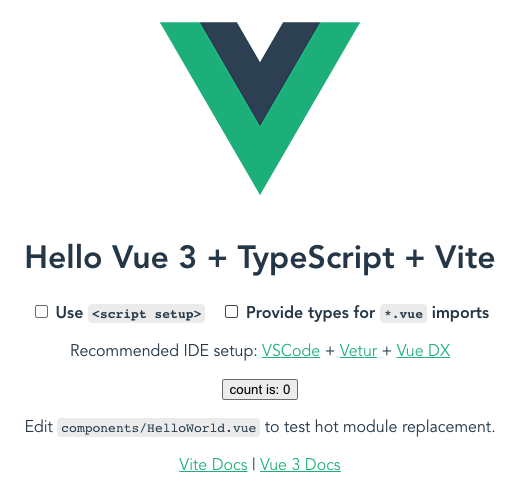 Hello Vue 3 + TypeScript + Vite
Use <script setup> Provide types for *.vue imports
Recommended IDE setup: VSCode + Vetur + Vue DX
count is: 0
Edit components/HelloWorld.vue to test hot module replacement.
Vite Docs | Vue 3 Docs